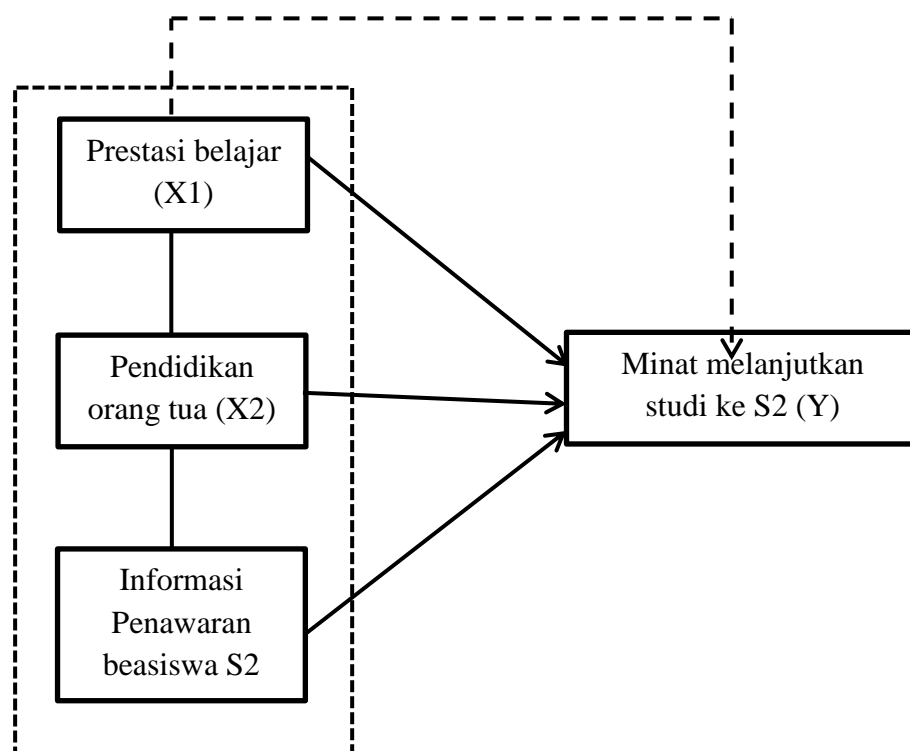 Prestasi belajar
(X1)
Pendidikan
orang tua (X2)
Minat melanjutkan
studi ke S2 (Y)
Informasi
Penawaran
beasiswa S2